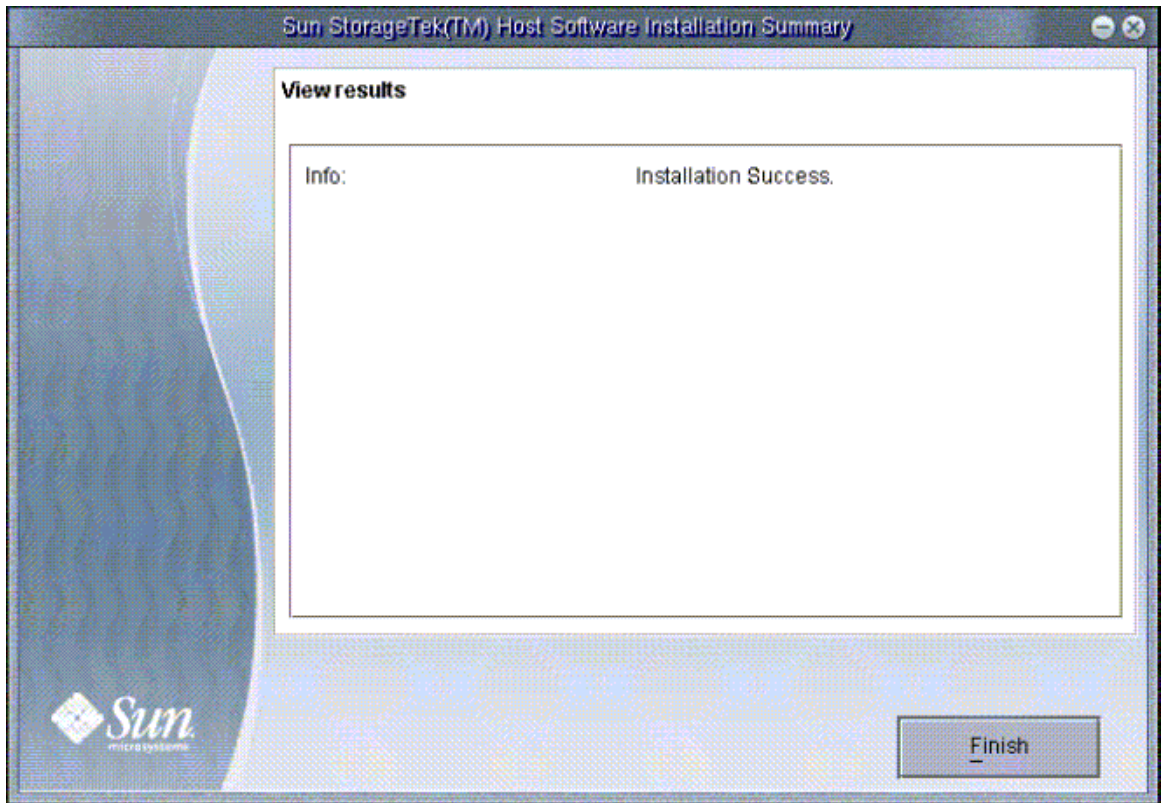 Sun StorageTek(TM) Host Software Installation Summary
View results
Info: Installation Success.
Sun
microsystems
Finish